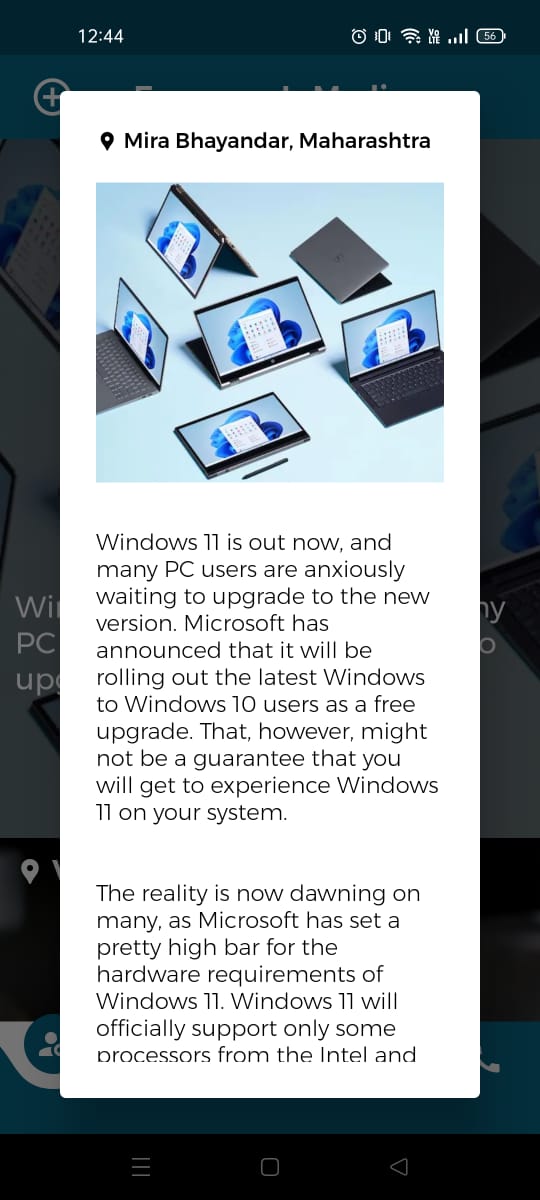 12:44
56
Mira Bhayandar, Maharashtra
Windows 11 is out now, and
many PC users are anxiously
waiting to upgrade to the new
version. Microsoft has
announced that it will be
rolling out the latest Windows
to Windows 10 users as a free
upgrade. That, however, might
not be a guarantee that you
will get to experience Windows
11 on your system.
The reality is now dawning on
many, as Microsoft has set a
pretty high bar for the
hardware requirements of
Windows 11. Windows 11 will
officially support only some
processors from the Intel and